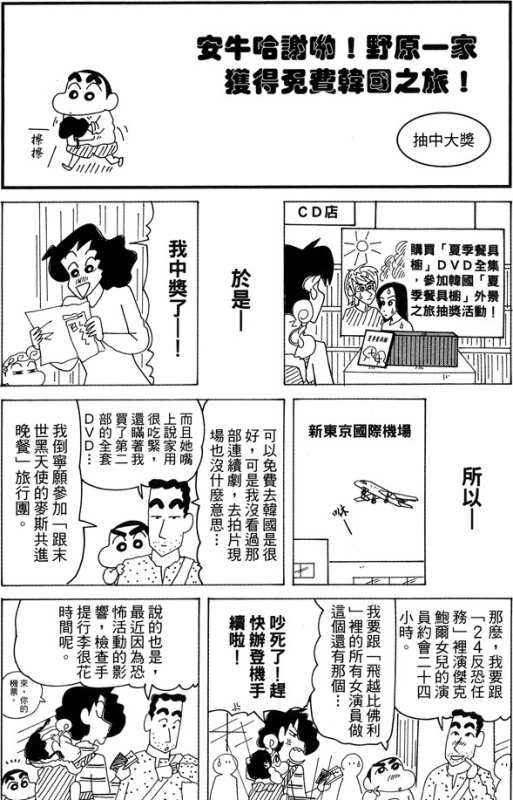 安牛哈謝喲！野原一家
獲得免費韓國之旅！
抽中大獎
擦擦
CD店
購買「夏季餐具
櫥」DVD全集
，參加韓國「夏
季餐具櫥」外景
之旅抽獎活動！
於是—
我中獎了—！
所以—
新東京國際機場
咻
可以免費去韓國是很
好，可是我沒看過那
部連續劇，去拍片現
場也沒什麼意思…
而且她嘴
上說家用
很吃緊，
還瞞著我
買了第二
部的全套
DVD…
我倒寧願參加「跟末
世黑天使的麥斯共進
晚餐」旅行團。
那麼，我要跟
「24反恐任
務」裡演傑克
鮑爾女兒的演
員約會二十四
小時。
我要跟「飛越比佛利
」裡的所有女演員做
這個還有那個…
吵死了！趕
快辦登機手
續啦！
說的也是，
最近因為恐
怖活動的影
響，檢查手
提行李很花
時間呢。
來，你的
機票。